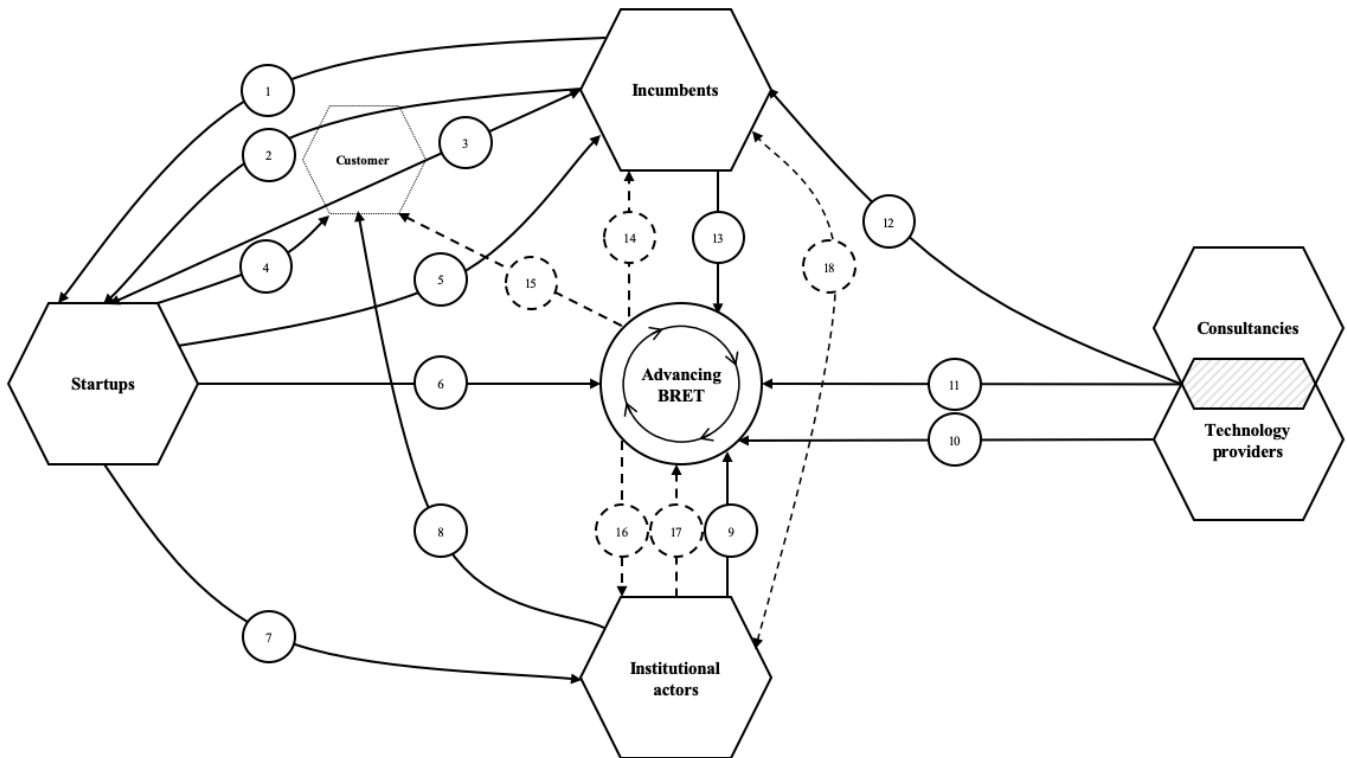 Incumbents
1
2
3
Customer
4
5
14
13
15
18
12
Startups
6
Advancing
BRET
11
10
Consultancies
Technology
providers
8
16
17
9
7
Institutional
actors